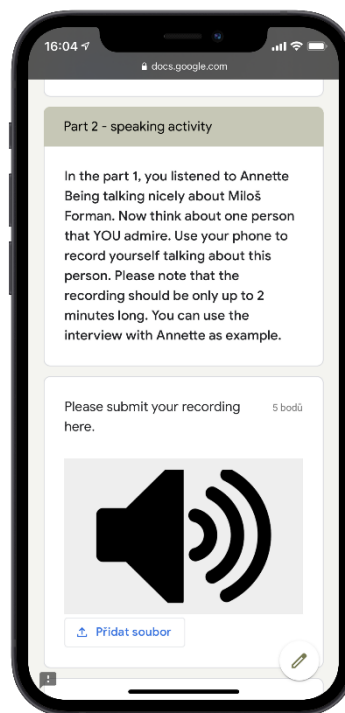 16:04
docs.google.com
Part 2 - speaking activity
In the part 1, you listened to Annette
Being talking nicely about Miloš
Forman. Now think about one person
that YOU admire. Use your phone to
record yourself talking about this
person. Please note that the
recording should be only up to 2
minutes long. You can use the
interview with Annette as example.
Please submit your recording
here.
5 bodů
Přidat soubor